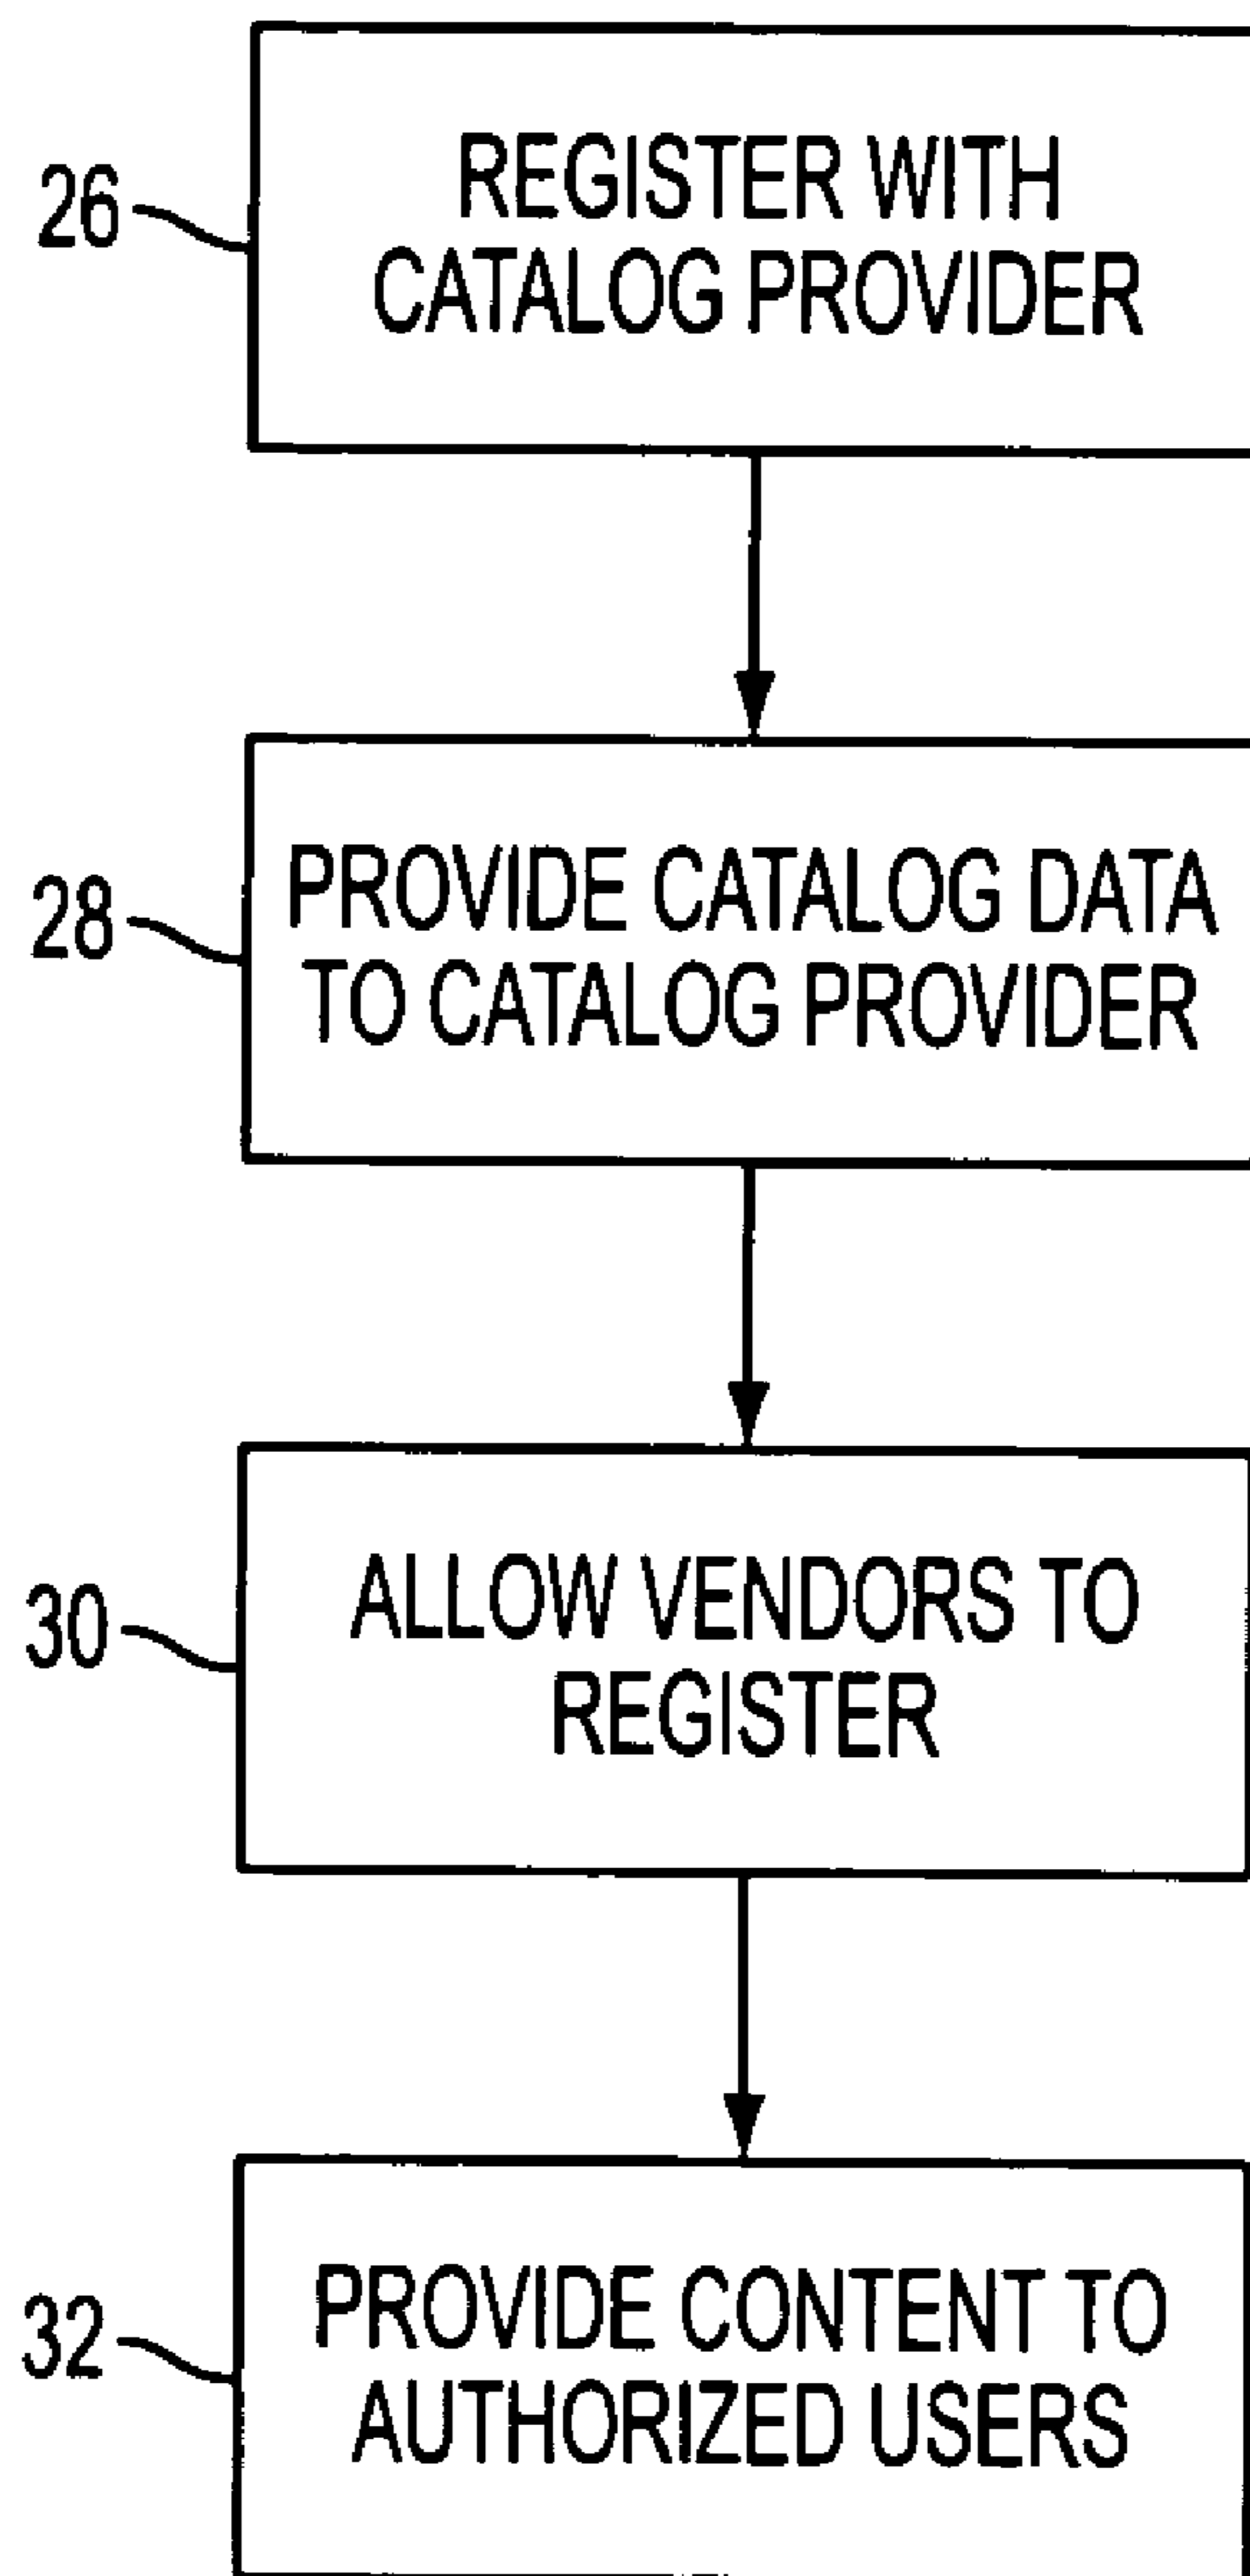 26
REGISTER WITH
CATALOG PROVIDER
28
PROVIDE CATALOG DATA
TO CATALOG PROVIDER
30
ALLOW VENDORS TO
REGISTER
32
PROVIDE CONTENT TO
AUTHORIZED USERS